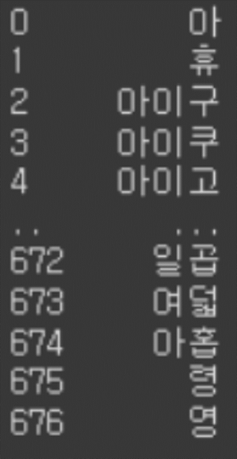 0 아
1 휴
2 아이구
3 아이쿠
4 아이고
.. ...
672 일곱
673 여덟
674 아홉
675 령
676 영